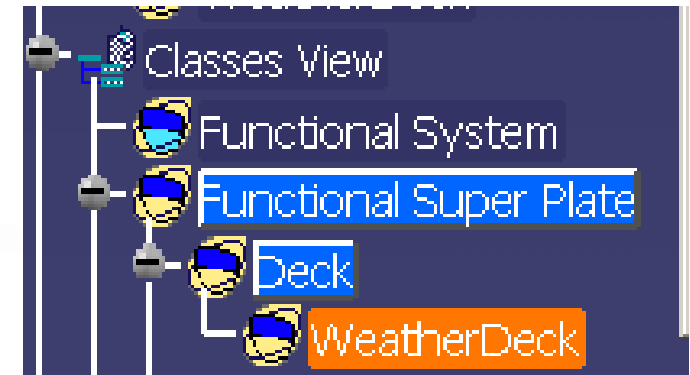 Classes View
Functional System
Functional Super Plate
Deck
WeatherDeck